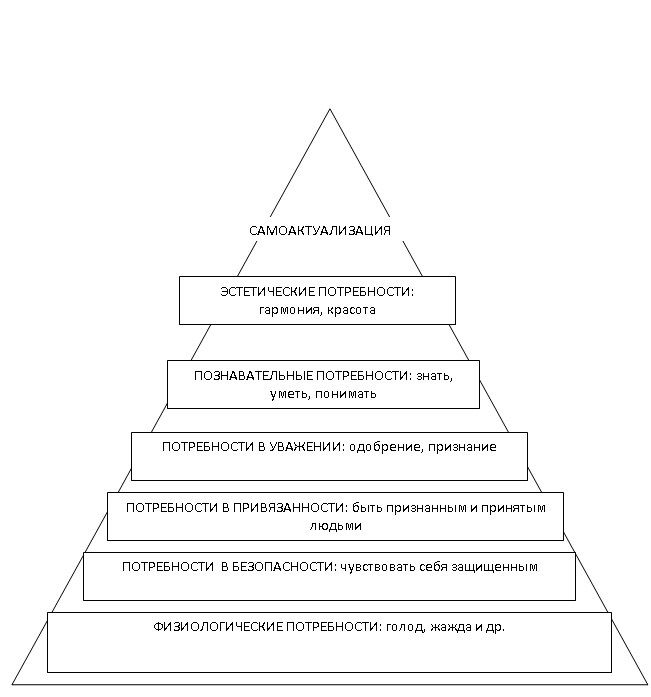 САМОАКТУАЛИЗАЦИЯ
ЭСТЕТИЧЕСКИЕ ПОТРЕБНОСТИ:
гармония, красота
ПОЗНАВАТЕЛЬНЫЕ ПОТРЕБНОСТИ: знать,
уметь, понимать
ПОТРЕБНОСТИ В УВАЖЕНИИ: одобрение, признание
ПОТРЕБНОСТИ В ПРИВЯЗАННОСТИ: быть признанным и принятым
людьми
ПОТРЕБНОСТИ В БЕЗОПАСНОСТИ: чувствовать себя защищенным
ФИЗИОЛОГИЧЕСКИЕ ПОТРЕБНОСТИ: голод, жажда и др.